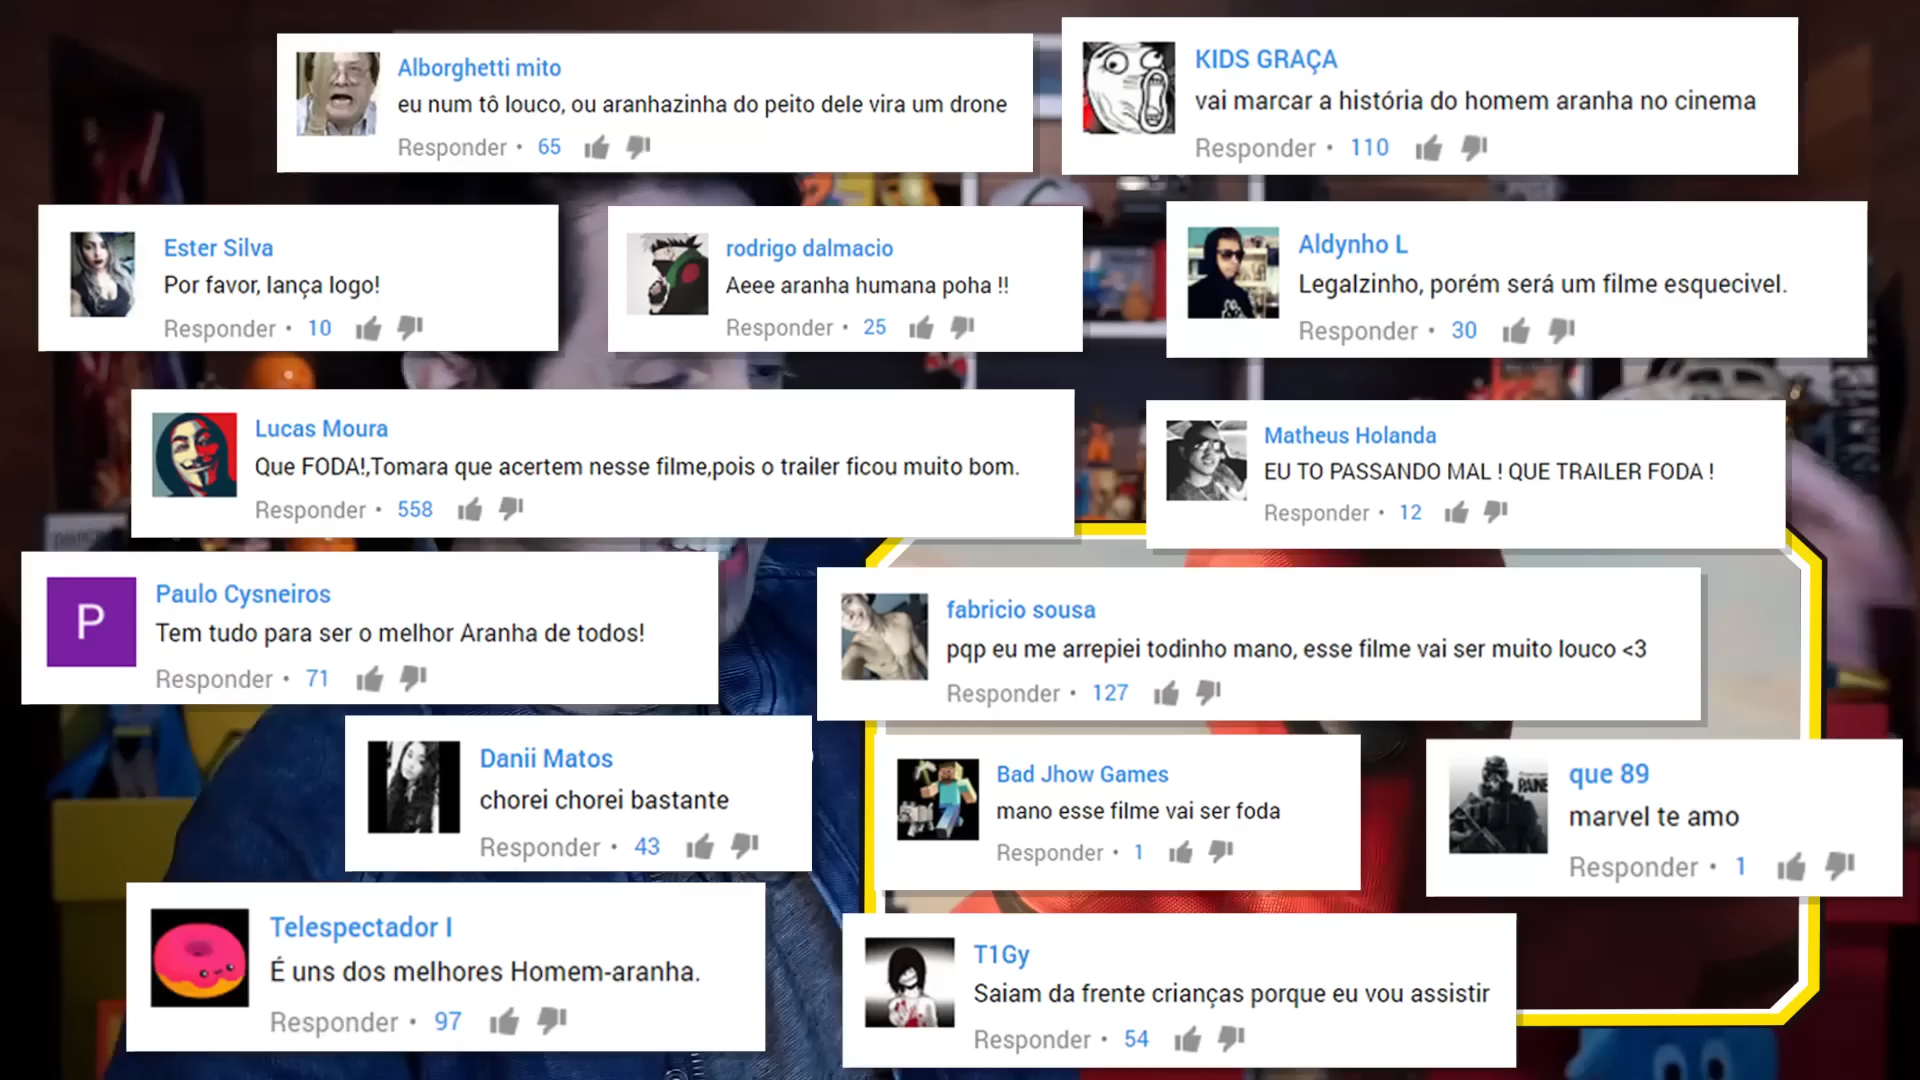 Alborghetti mito
eu num tô louco, ou aranhazinha do peito dele vira um drone
Responder • 65
KIDS GRAÇA
vai marcar a história do homem aranha no cinema
Responder • 110
Ester Silva
Por favor, lança logo!
Responder • 10
rodrigo dalmacio
Aeee aranha humana poha !!
Responder • 25
Aldynho L
Legalzinho, porém será um filme esquecivel.
Responder • 30
Lucas Moura
Que FODA!,Tomara que acertem nesse filme,pois o trailer ficou muito bom.
Responder • 558
Matheus Holanda
EU TO PASSANDO MAL ! QUE TRAILER FODA !
Responder • 12
Paulo Cysneiros
P
Tem tudo para ser o melhor Aranha de todos!
Responder • 71
fabricio sousa
pqp eu me arrepiei todinho mano, esse filme vai ser muito louco <3
Responder • 127
Danii Matos
chorei chorei bastante
Responder • 43
Bad Jhow Games
mano esse filme vai ser foda
Responder • 1
que 89
marvel te amo
Responder • 1
Telespectador I
É uns dos melhores Homem-aranha.
Responder • 97
T1Gy
Saiam da frente crianças porque eu vou assistir
Responder • 54